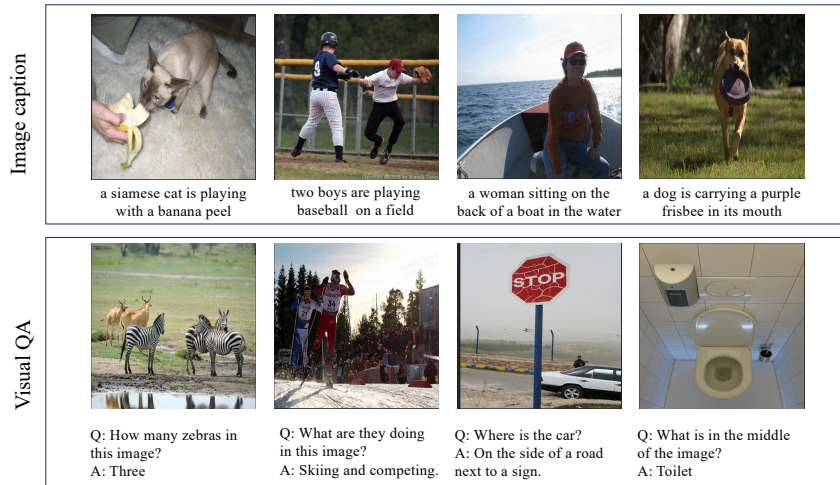 Image caption
9
a siamese cat is playing
with a banana peel
two boys are playing
baseball on a field
a woman sitting on the
back of a boat in the water
a dog is carrying a purple
frisbee in its mouth
Visual QA
21
34
STOP
Q: How many zebras in
this image?
A: Three
Q: What are they doing
in this image?
A: Skiing and competing.
Q: Where is the car?
A: On the side of a road
next to a sign.
Q: What is in the middle
of the image?
A: Toilet